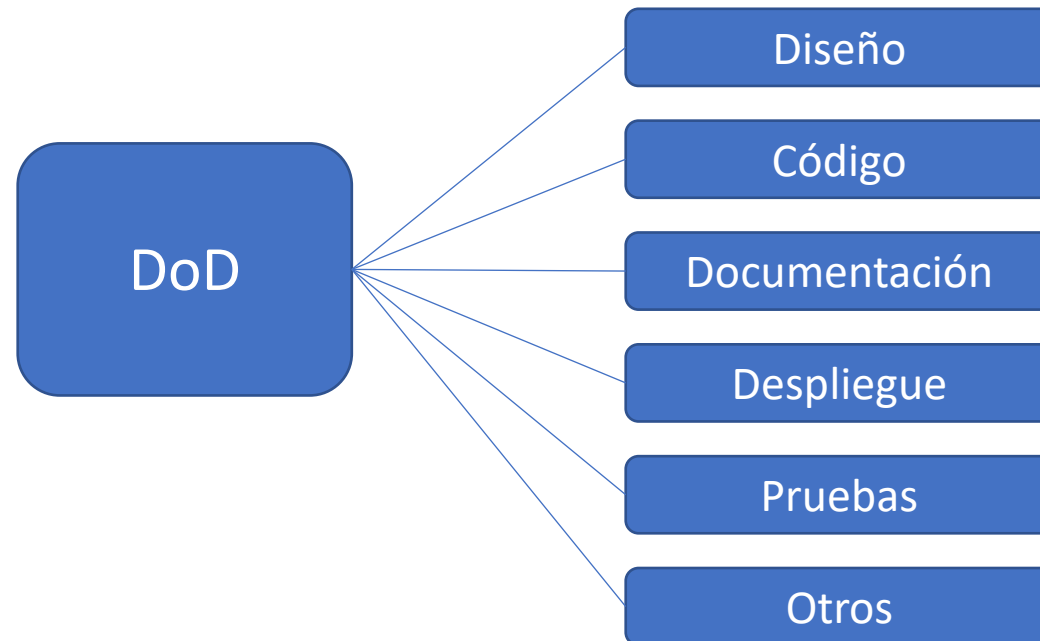 DoD
Diseño
Código
Documentación
Despliegue
Pruebas
Otros